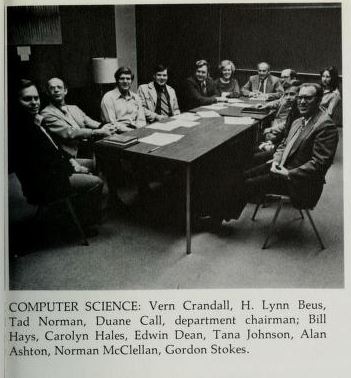 COMPUTER SCIENCE: Vern Crandall, H. Lynn Beus,
Tad Norman, Duane Call, department chairman; Bill
Hays, Carolyn Hales, Edwin Dean, Tana Johnson, Alan
Ashton, Norman McClellan, Gordon Stokes.